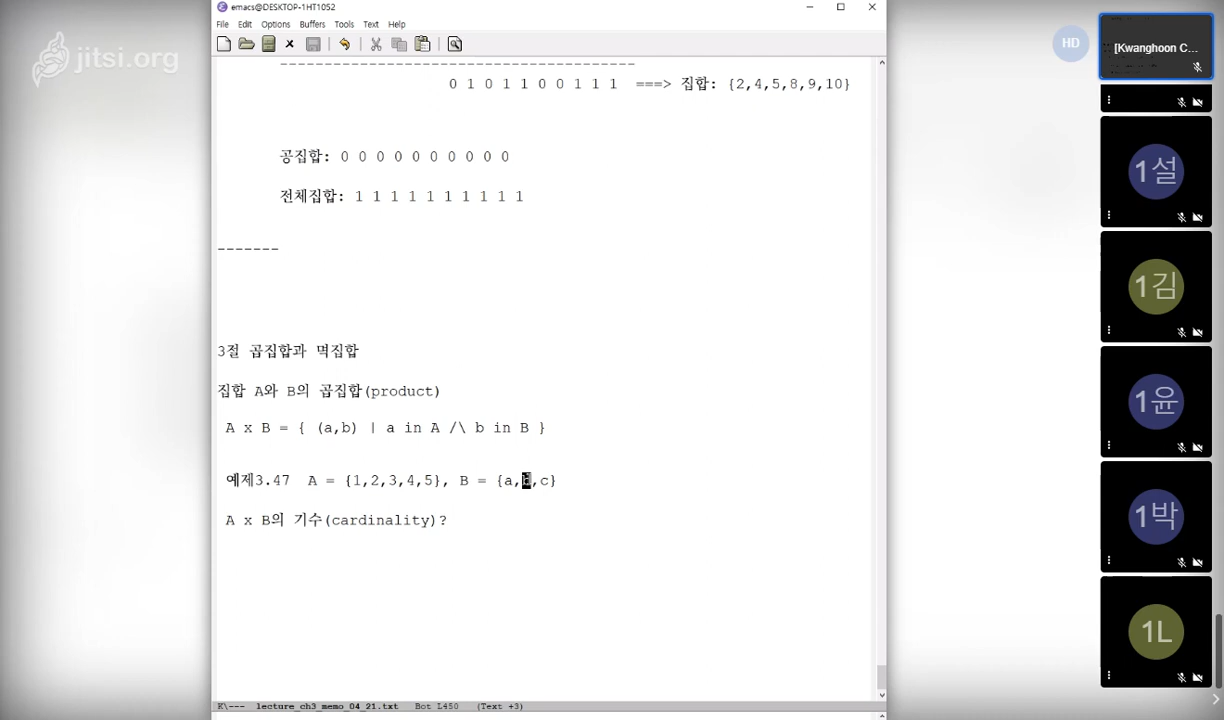 emacs@DESKTOP-1HT1052
File Edit Options Buffers Tools Text Help
jitsi.org
HD
[Kwanghoon C...
----------------------------------------
0 1 0 1 1 0 0 1 1 1 ===> 집합: {2,4,5,8,9,10}
공집합: 0 0 0 0 0 0 0 0 0 0
전체집합: 1 1 1 1 1 1 1 1 1 1
-------
3절 곱집합과 멱집합
집합 A와 B의 곱집합(product)
A x B = { (a,b) | a in A /\ b in B }
예제3.47 A = {1,2,3,4,5}, B = {a,b,c}
A x B의 기수(cardinality)?
K\--- lecture_ch3_memo_04_21.txt Bot L450 (Text +3)
1설
1김
1윤
1박
1L